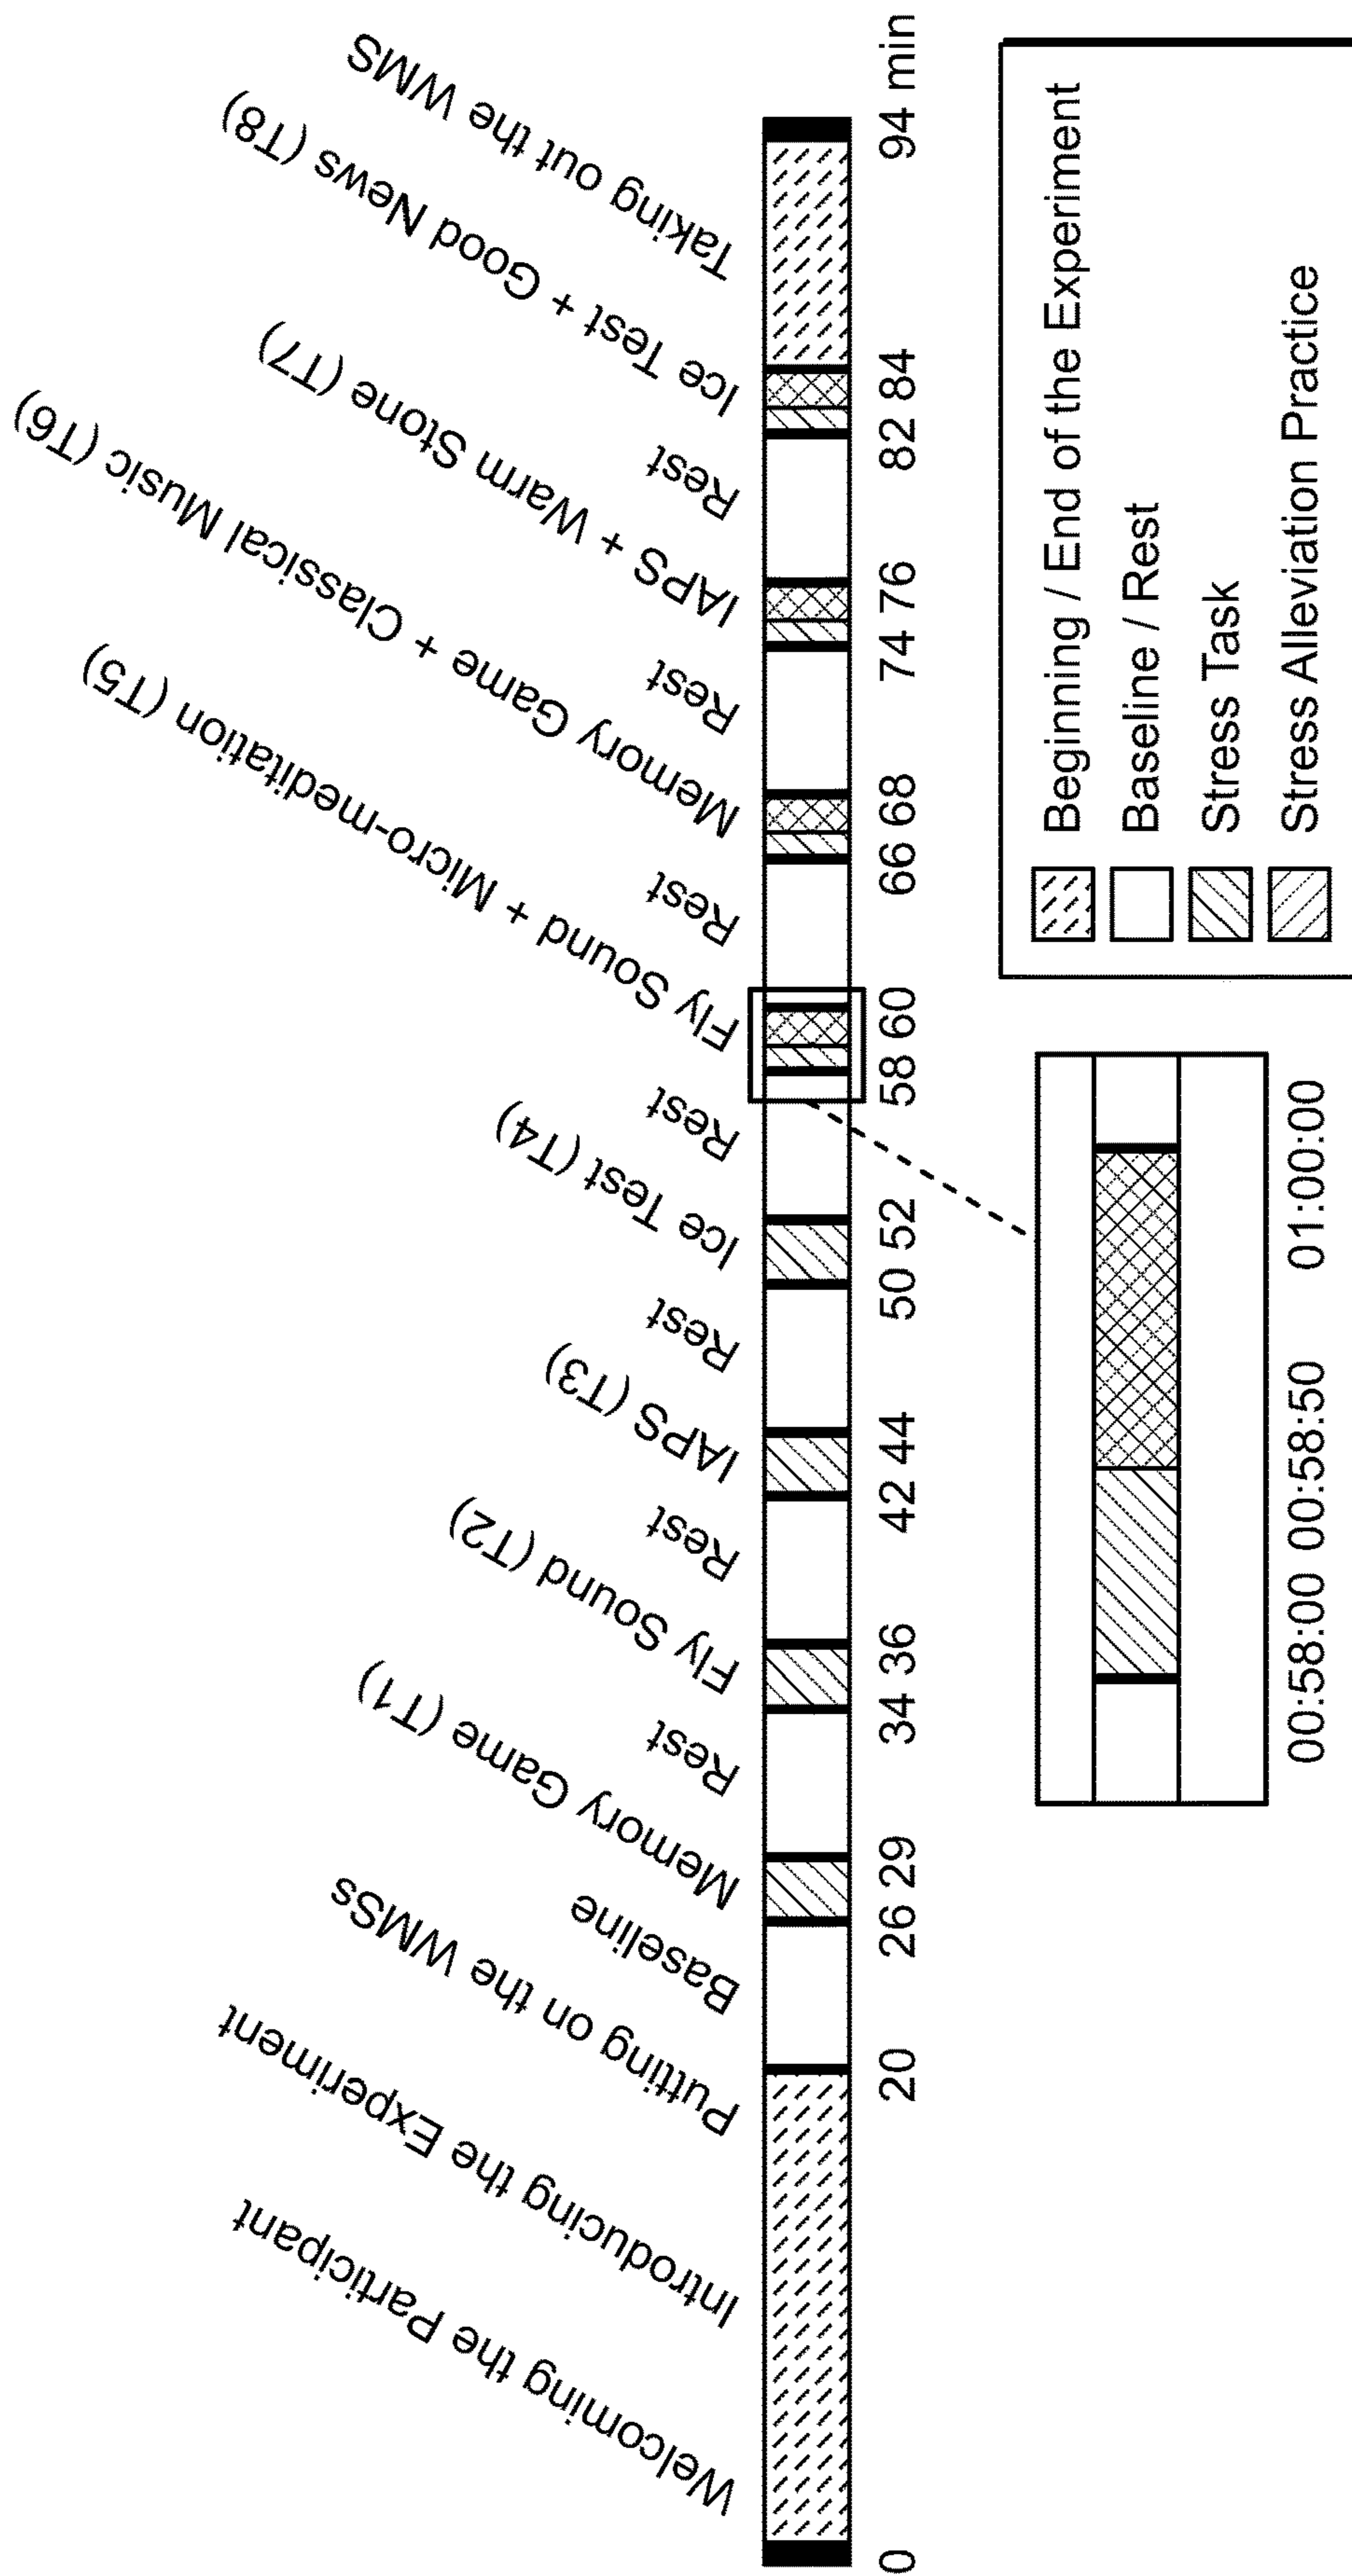 Welcoming the Participant
Introducing the Experiment
Putting on the WMSs
Baseline
Memory Game (T1)
Rest
Fly Sound (T2)
Rest
IAPS (T3)
Rest
Ice Test (T4)
Rest
Fly Sound + Micro-meditation (T5)
Rest
Memory Game + Classical Music (T6)
Rest
IAPS + Warm Stone (T7)
Rest
Ice Test + Good News (T8)
Taking out the WMS
0 20 26 29 34 36 42 44 50 52 58 60 66 68 74 76 82 84 94 min
00:58:00 00:58:50 01:00:00
Beginning / End of the Experiment
Baseline / Rest
Stress Task
Stress Alleviation Practice